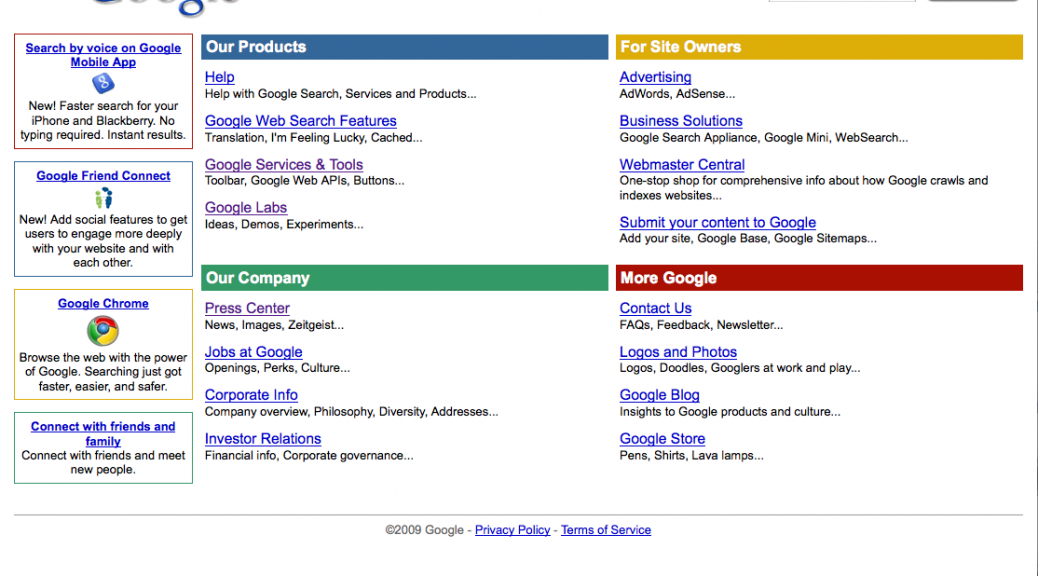 Google
Search by voice on Google
Mobile App
New! Faster search for your
iPhone and Blackberry. No
typing required. Instant results.
Google Friend Connect
New! Add social features to get
users to engage more deeply
with your website and with
each other.
Google Chrome
Browse the web with the power
of Google. Searching just got
faster, easier, and safer.
Connect with friends and
family
Connect with friends and meet
new people.
Our Products
Help
Help with Google Search, Services and Products...
Google Web Search Features
Translation, I'm Feeling Lucky, Cached...
Google Services & Tools
Toolbar, Google Web APIs, Buttons...
Google Labs
Ideas, Demos, Experiments...
For Site Owners
Advertising
AdWords, AdSense...
Business Solutions
Google Search Appliance, Google Mini, WebSearch...
Webmaster Central
One-stop shop for comprehensive info about how Google crawls and
indexes websites...
Submit your content to Google
Add your site, Google Base, Google Sitemaps...
Our Company
Press Center
News, Images, Zeitgeist...
Jobs at Google
Openings, Perks, Culture...
Corporate Info
Company overview, Philosophy, Diversity, Addresses...
Investor Relations
Financial info, Corporate governance...
More Google
Contact Us
FAQs, Feedback, Newsletter...
Logos and Photos
Logos, Doodles, Googlers at work and play...
Google Blog
Insights to Google products and culture...
Google Store
Pens, Shirts, Lava lamps...
©2009 Google - Privacy Policy - Terms of Service